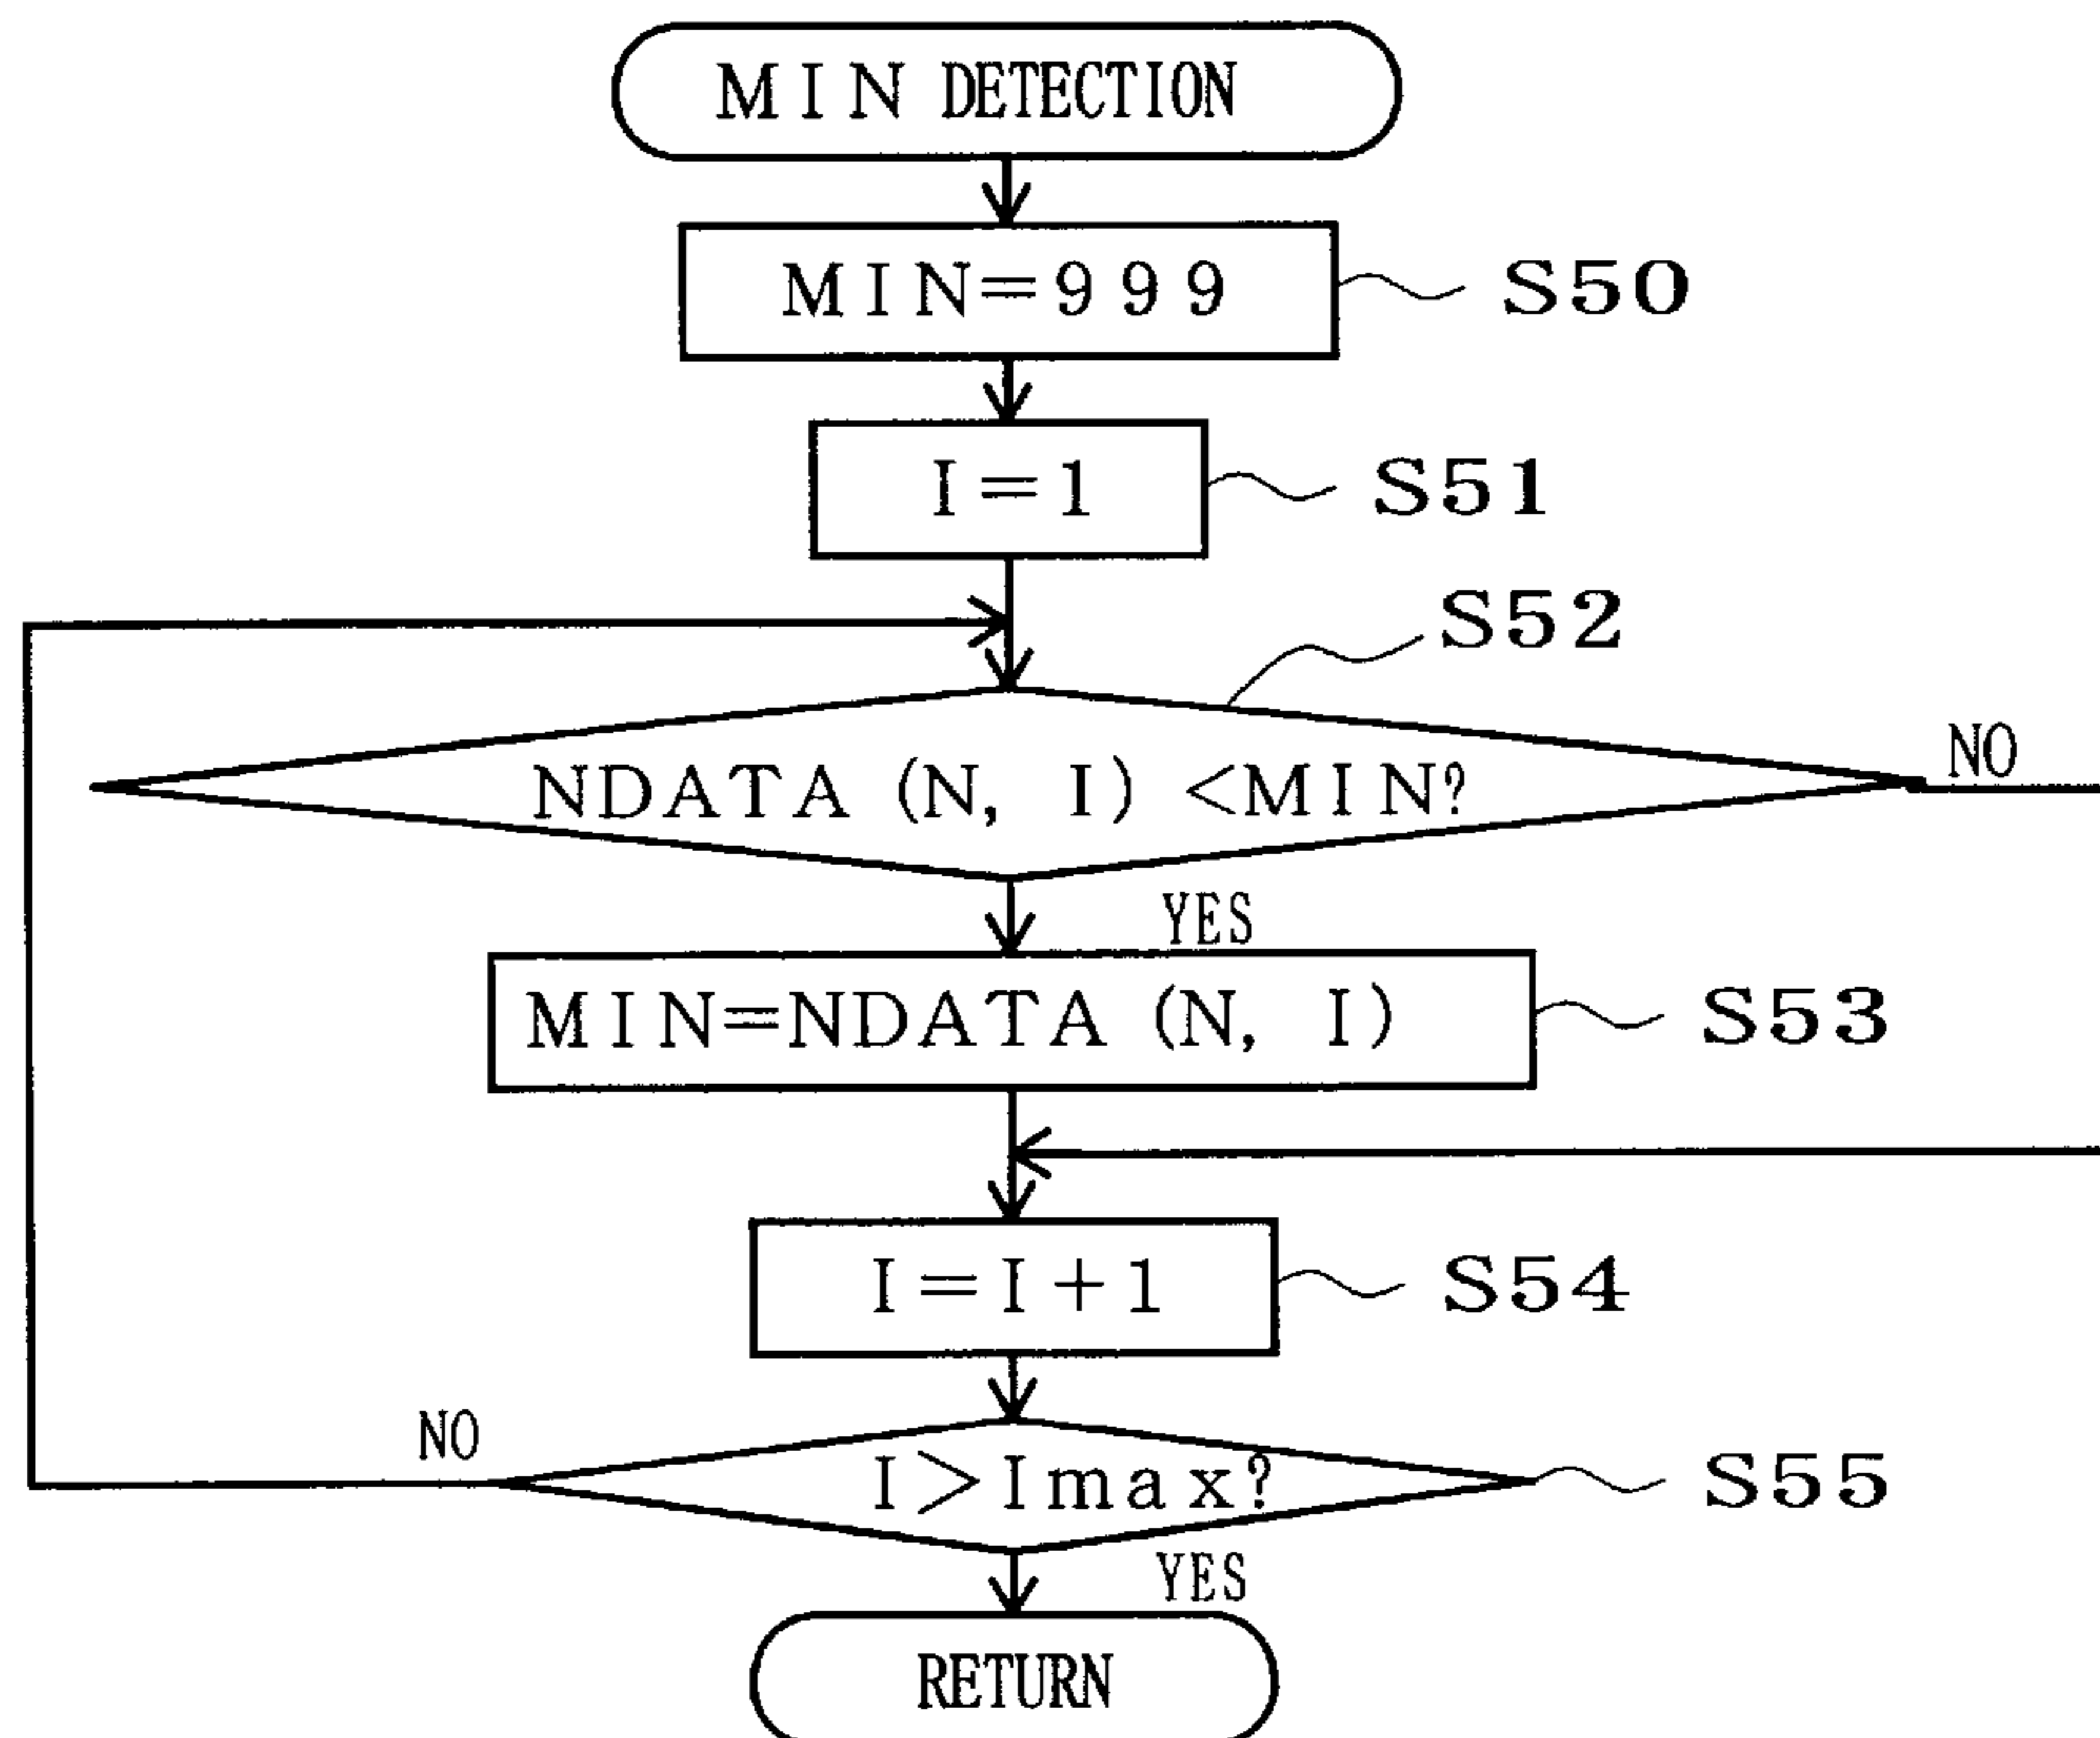 MIN DETECTION
MIN=999
S50
I=1
S51
S52
NDATA (N, I) <MIN?
NO
YES
MIN=NDATA (N, I)
S53
I=I+1
S54
NO
I>Imax?
S55
YES
RETURN